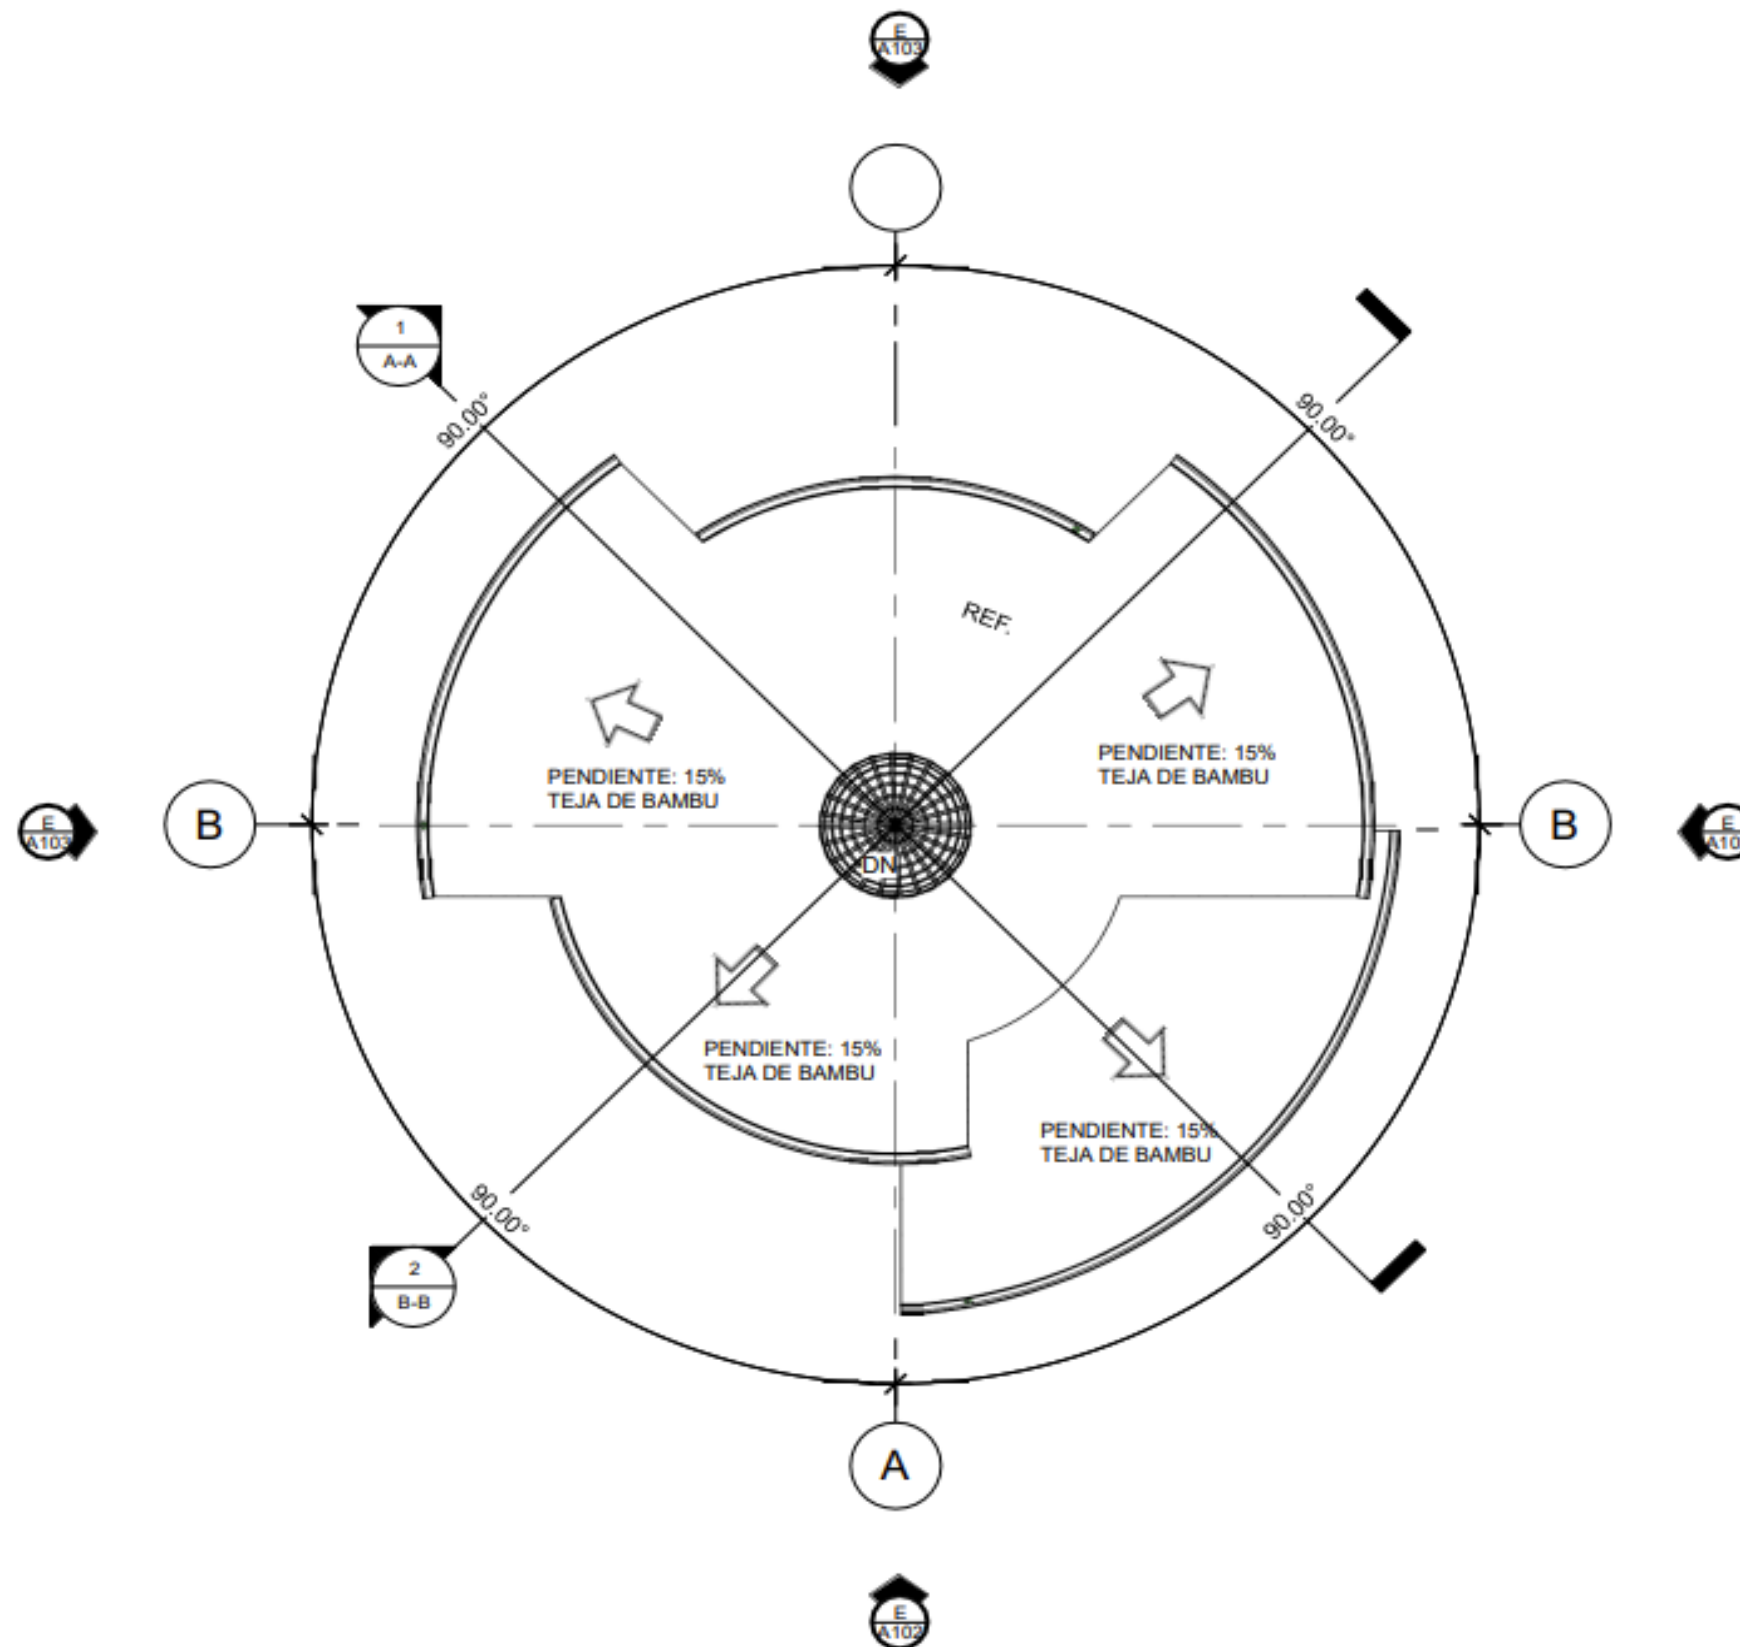 E
A103
1
A-A
90.00°
90.00°
REF.
PENDIENTE: 15%
TEJA DE BAMBU
PENDIENTE: 15%
TEJA DE BAMBU
E
A103
B
B
E
A10
DN
PENDIENTE: 15%
TEJA DE BAMBU
PENDIENTE: 15%
TEJA DE BAMBU
90.00°
90.00°
2
B-B
A
E
A102